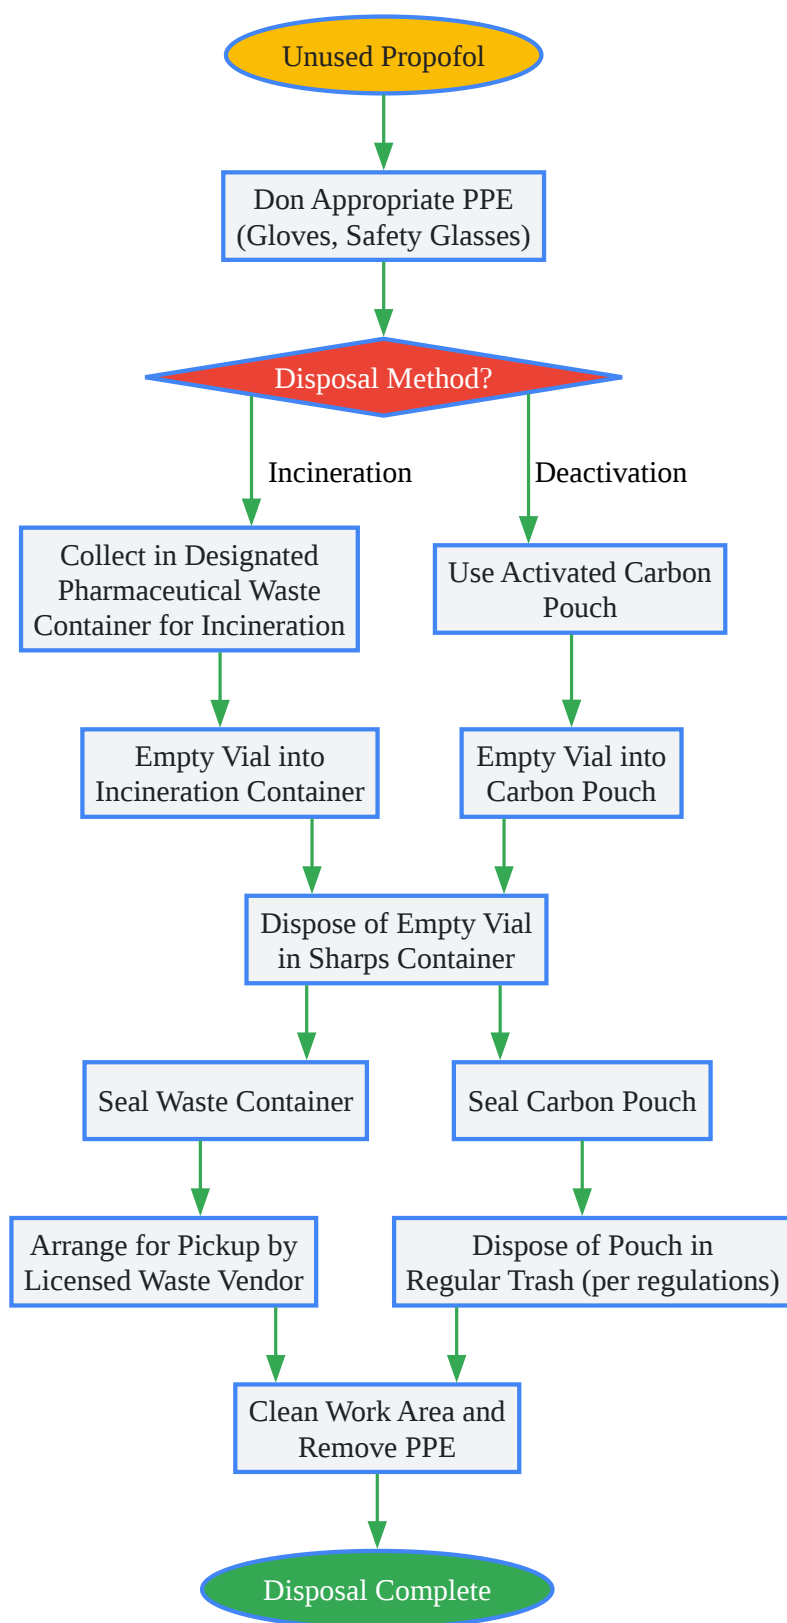 Unused Propofol
Don Appropriate PPE
(Gloves, Safety Glasses)
Disposal Method?
Incineration
Deactivation
Collect in Designated
Pharmaceutical Waste
Container for Incineration
Use Activated Carbon
Pouch
Empty Vial into
Incineration Container
Empty Vial into
Carbon Pouch
Dispose of Empty Vial
in Sharps Container
Seal Waste Container
Seal Carbon Pouch
Arrange for Pickup by
Licensed Waste Vendor
Dispose of Pouch in
Regular Trash (per regulations)
Clean Work Area and
Remove PPE
Disposal Complete